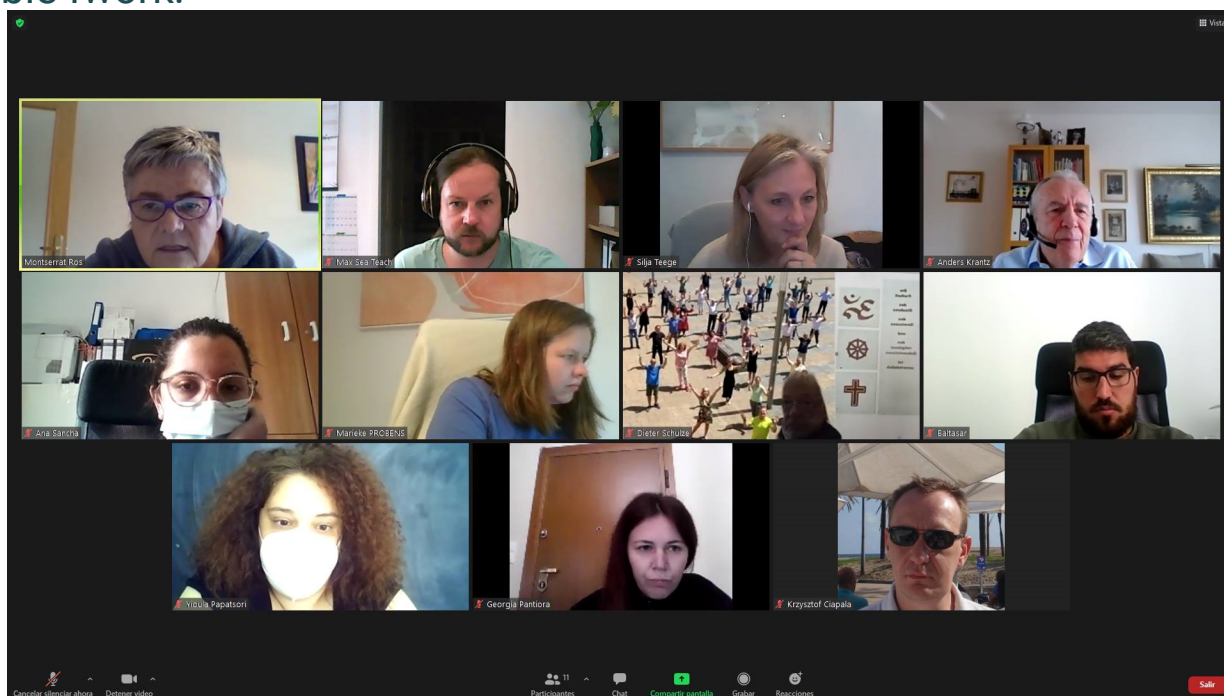 Vista
Montserrat Ros
Max Sea Teach
Silja Teege
Anders Krantz
Ana Sancha
Marieke PROBENS
Dieter Schulze
Baltasar
Yioula Papatsori
Georgia Pantiora
Krzysztof Ciapala
Cancelar silenciar ahora
Detener video
11
Participantes
Chat
Compartir pantalla
Grabar
Reacciones
Salir